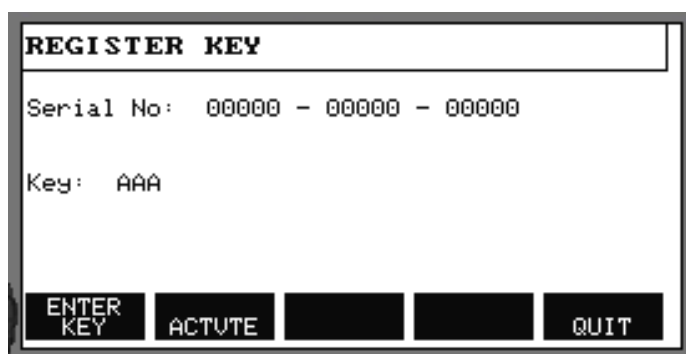 REGISTER KEY
Serial No: 00000 - 00000 - 00000
Key: AAA
ENTER KEY
ACTVTE
QUIT